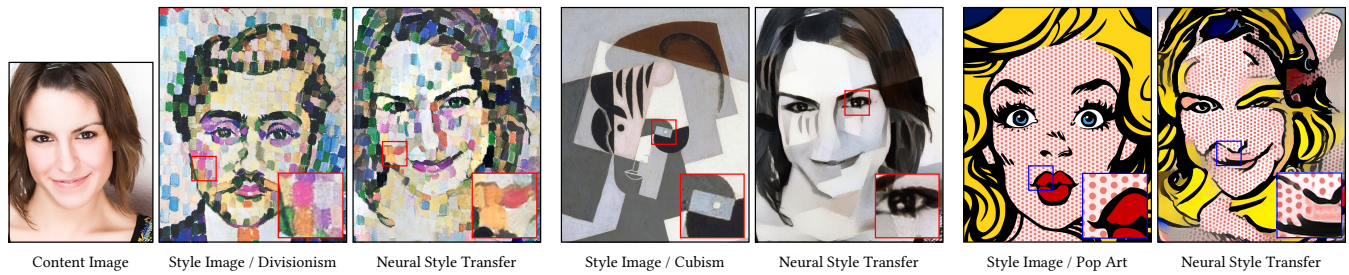 Content Image
Style Image / Divisionism
Neural Style Transfer
Style Image / Cubism
Neural Style Transfer
Style Image / Pop Art
Neural Style Transfer